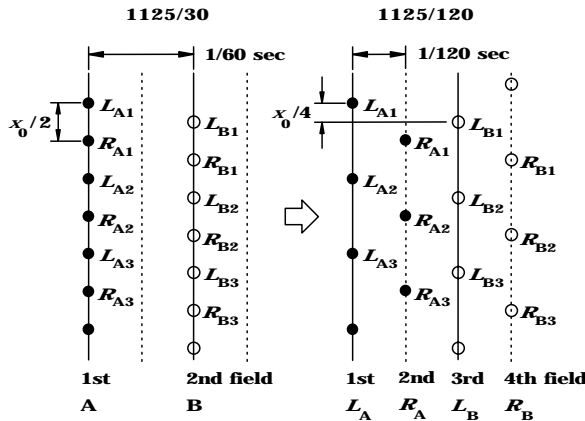 1125/30
1125/120
1/60 sec
1/120 sec
x0/2
x0/4
LA1
RA1
LA2
RA2
LA3
RA3
LB1
RB1
LB2
RB2
LB3
RB3
LA1
LA2
LA3
RA1
RA2
RA3
LB1
LB2
LB3
RB1
RB2
RB3
1st 2nd field
A B
1st 2nd 3rd 4th field
LA RA LB RB